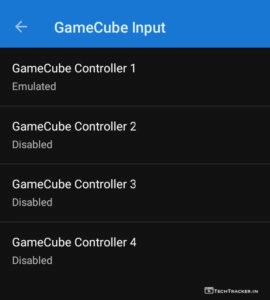 GameCube Input
GameCube Controller 1
Emulated
GameCube Controller 2
Disabled
GameCube Controller 3
Disabled
GameCube Controller 4
Disabled
TECHTRACKER.IN